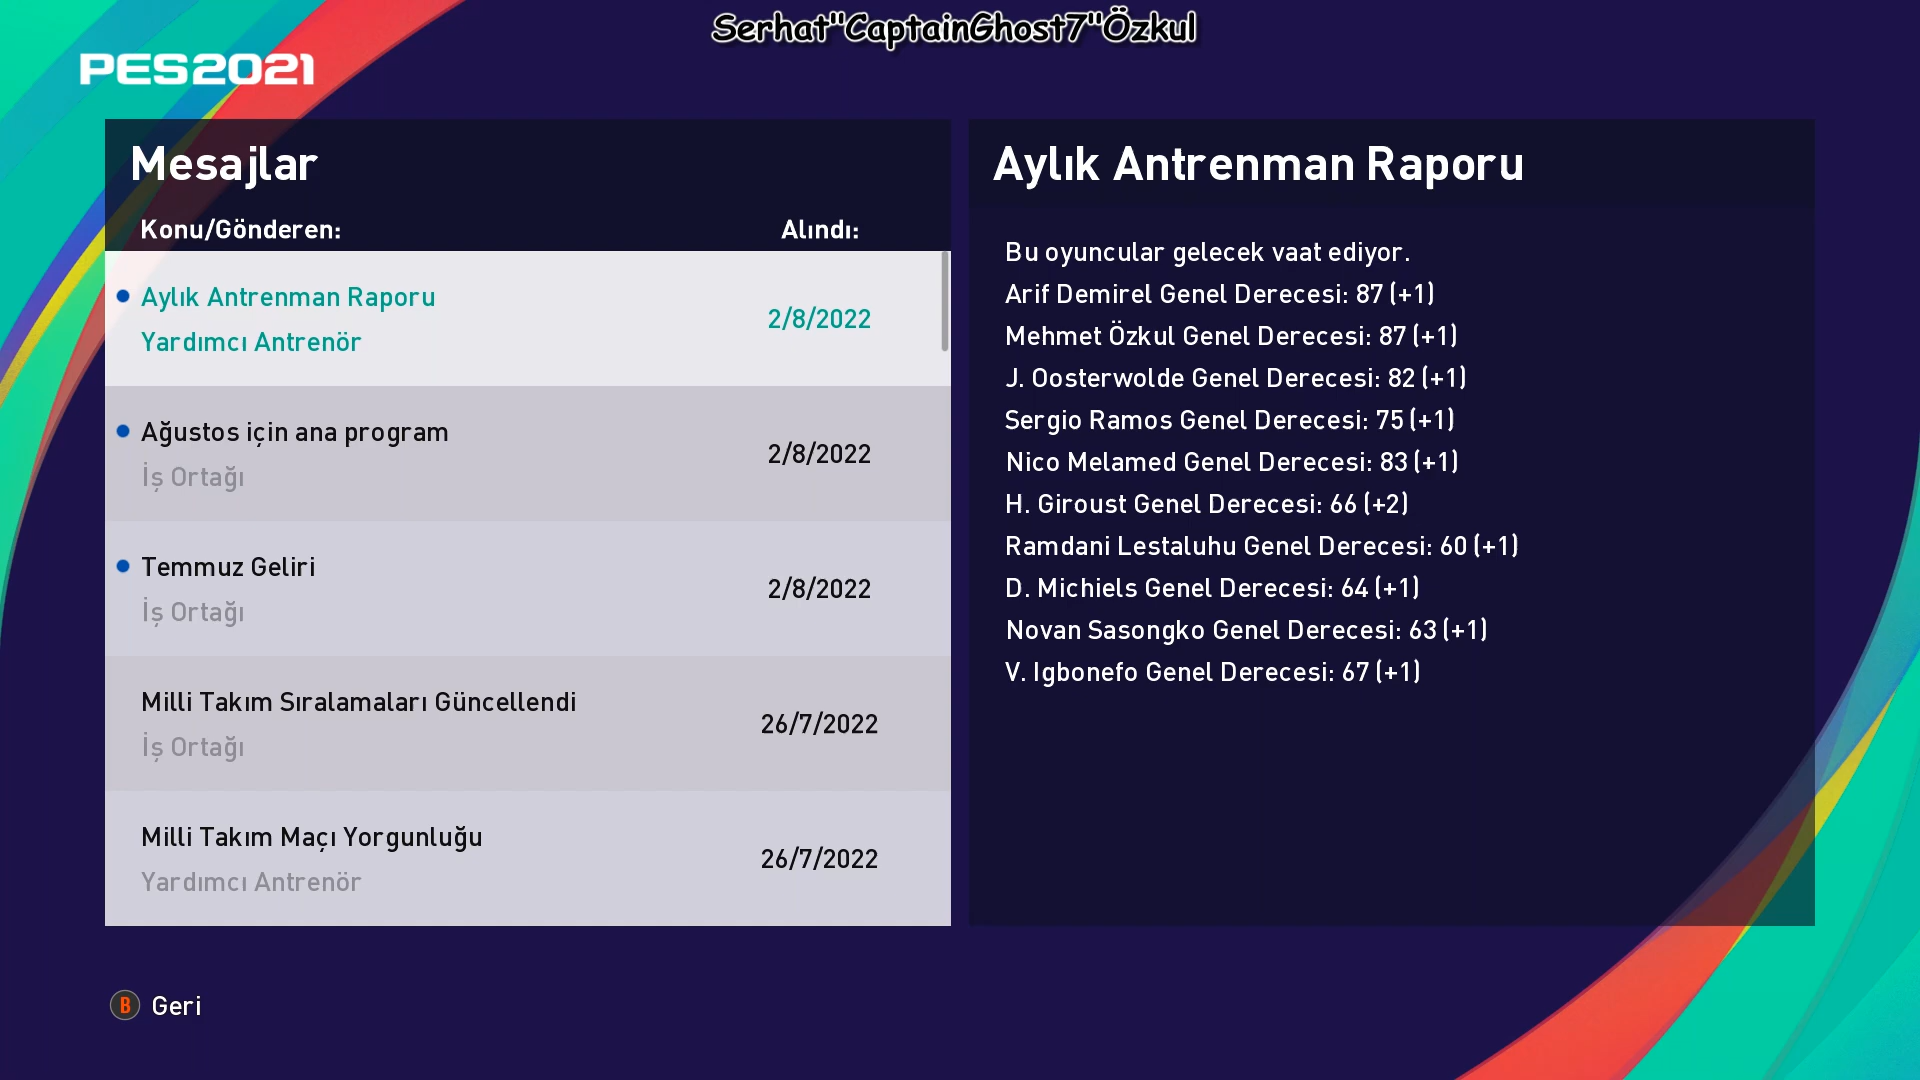 Serhat"CaptainGhost7"Özkul
PES2021
Mesajlar
Konu/Gönderen: Alındı:
Aylık Antrenman Raporu
Yardımcı Antrenör
2/8/2022
Ağustos için ana program
İş Ortağı
2/8/2022
Temmuz Geliri
İş Ortağı
2/8/2022
Milli Takım Sıralamaları Güncellendi
İş Ortağı
26/7/2022
Milli Takım Maçı Yorgunluğu
Yardımcı Antrenör
26/7/2022
Aylık Antrenman Raporu
Bu oyuncular gelecek vaat ediyor.
Arif Demirel Genel Derecesi: 87 (+1)
Mehmet Özkul Genel Derecesi: 87 (+1)
J. Oosterwolde Genel Derecesi: 82 (+1)
Sergio Ramos Genel Derecesi: 75 (+1)
Nico Melamed Genel Derecesi: 83 (+1)
H. Giroust Genel Derecesi: 66 (+2)
Ramdani Lestaluhu Genel Derecesi: 60 (+1)
D. Michiels Genel Derecesi: 64 (+1)
Novan Sasongko Genel Derecesi: 63 (+1)
V. Igbonefo Genel Derecesi: 67 (+1)
B Geri